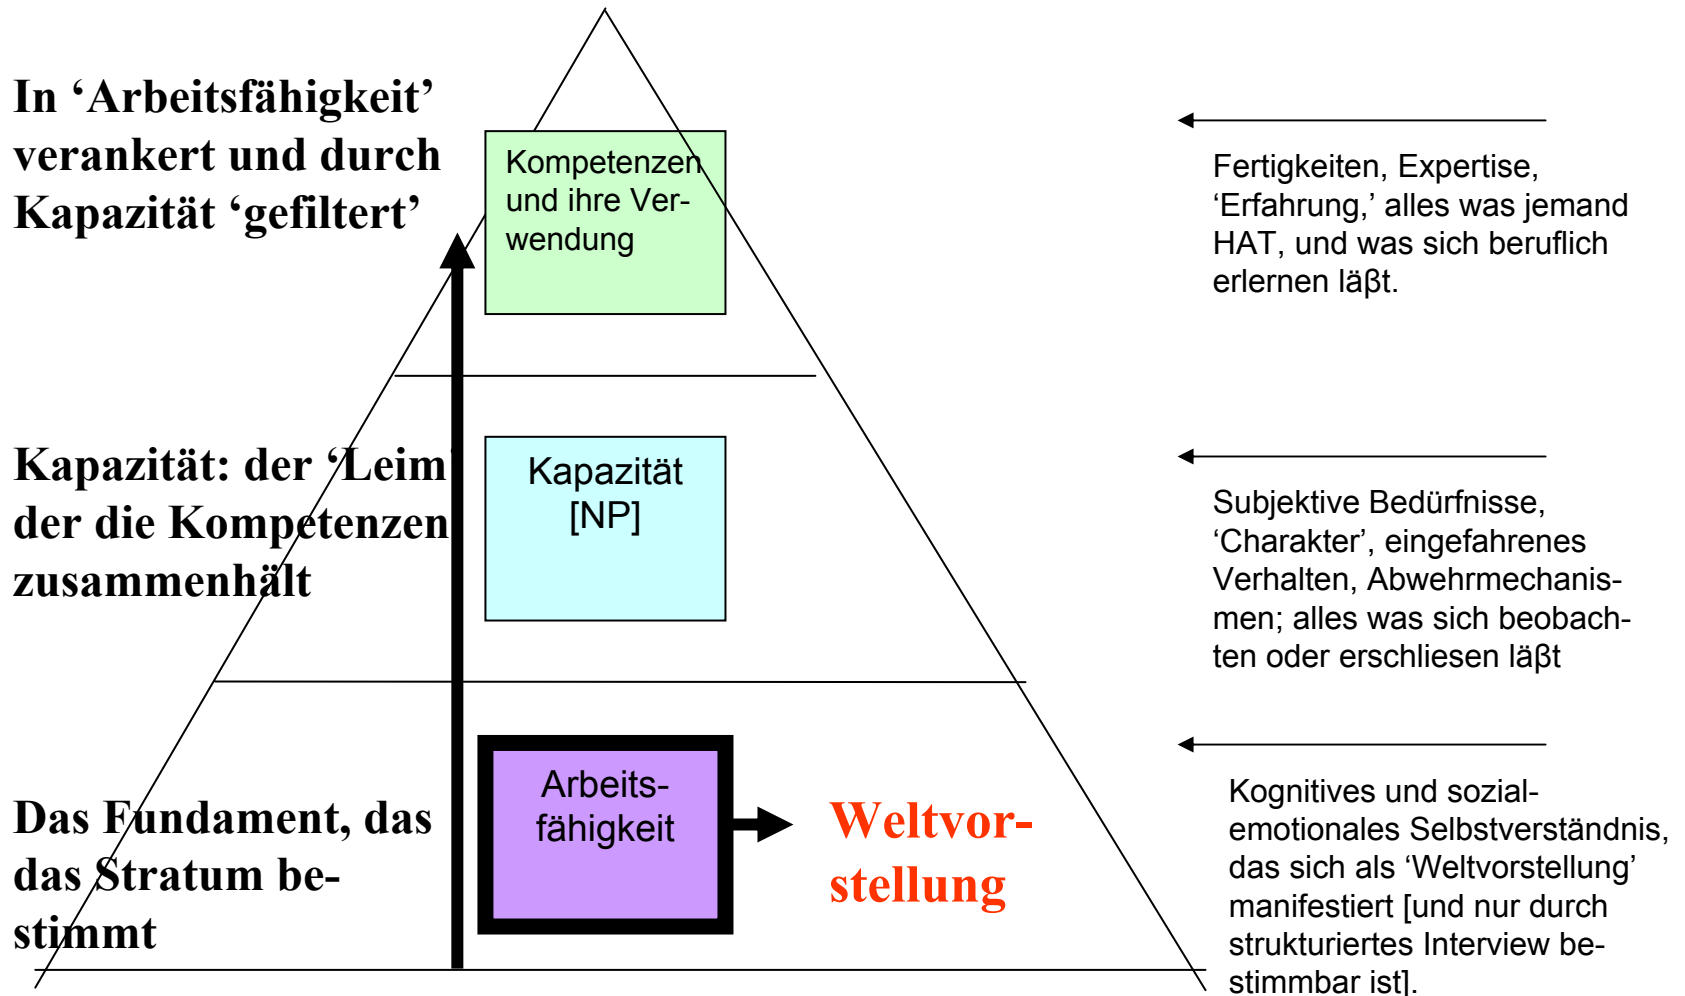 In ‘Arbeitsfähigkeit’
verankert und durch
Kapazität ‘gefiltert’
Kompetenzen
und ihre Ver-
wendung
Fertigkeiten, Expertise,
‘Erfahrung,’ alles was jemand
HAT, und was sich beruflich
erlernen läβt.
Kapazität: der ‘Leim’
der die Kompetenzen
zusammenhält
Kapazität
[NP]
Subjektive Bedürfnisse,
‘Charakter’, eingefahrenes
Verhalten, Abwehrmechanis-
men; alles was sich beobach-
ten oder erschliesen läβt
Das Fundament, das
das Stratum be-
stimmt
Arbeits-
fähigkeit
Weltvor-
stellung
Kognitives und sozial-
emotionales Selbstverständnis,
das sich als ‘Weltvorstellung’
manifestiert [und nur durch
strukturiertes Interview be-
stimmbar ist].